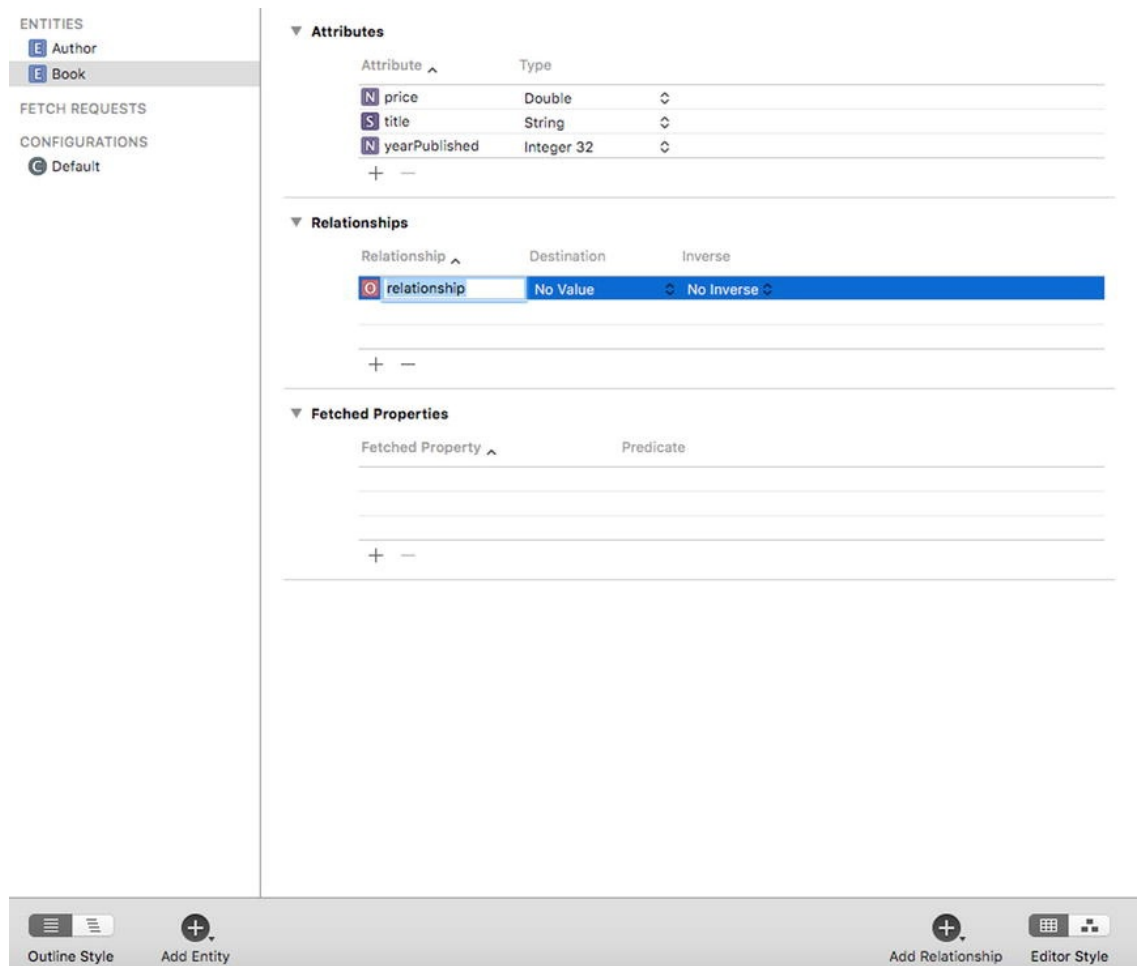 ENTITIES
E Author
E Book
FETCH REQUESTS
CONFIGURATIONS
C Default
Attributes
Attribute Type
N price Double
S title String
N yearPublished Integer 32
+ −
Relationships
Relationship Destination Inverse
O relationship No Value No Inverse
+ −
Fetched Properties
Fetched Property Predicate
+ −
Outline Style Add Entity Add Relationship Editor Style